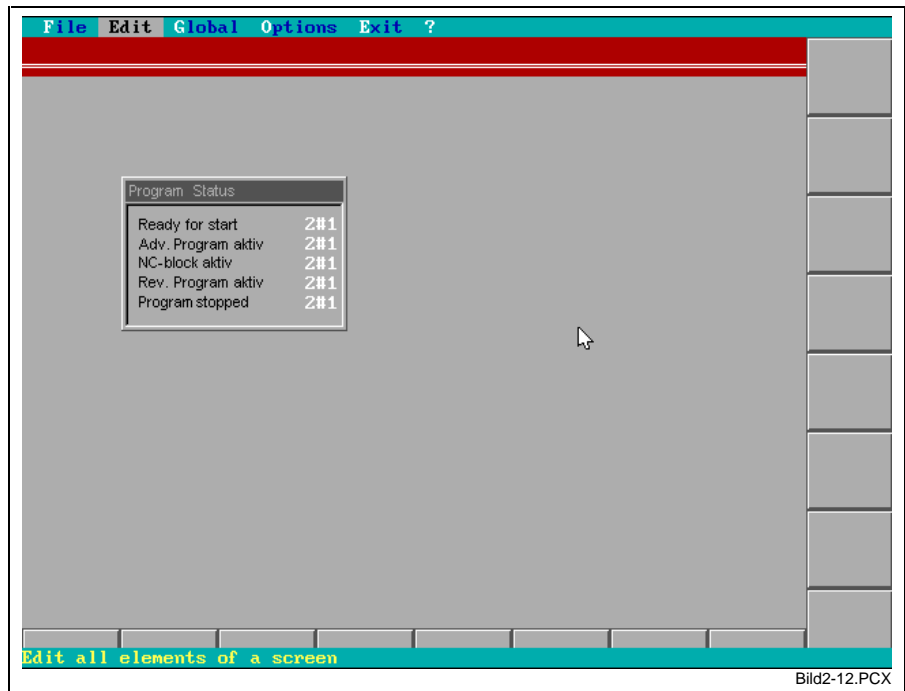 File Edit Global Options Exit ?
Program Status
Ready for start 2#1
Adv. Program aktiv 2#1
NC-block aktiv 2#1
Rev. Program aktiv 2#1
Program stopped 2#1
Edit all elements of a screen
Bild2-12.PCX